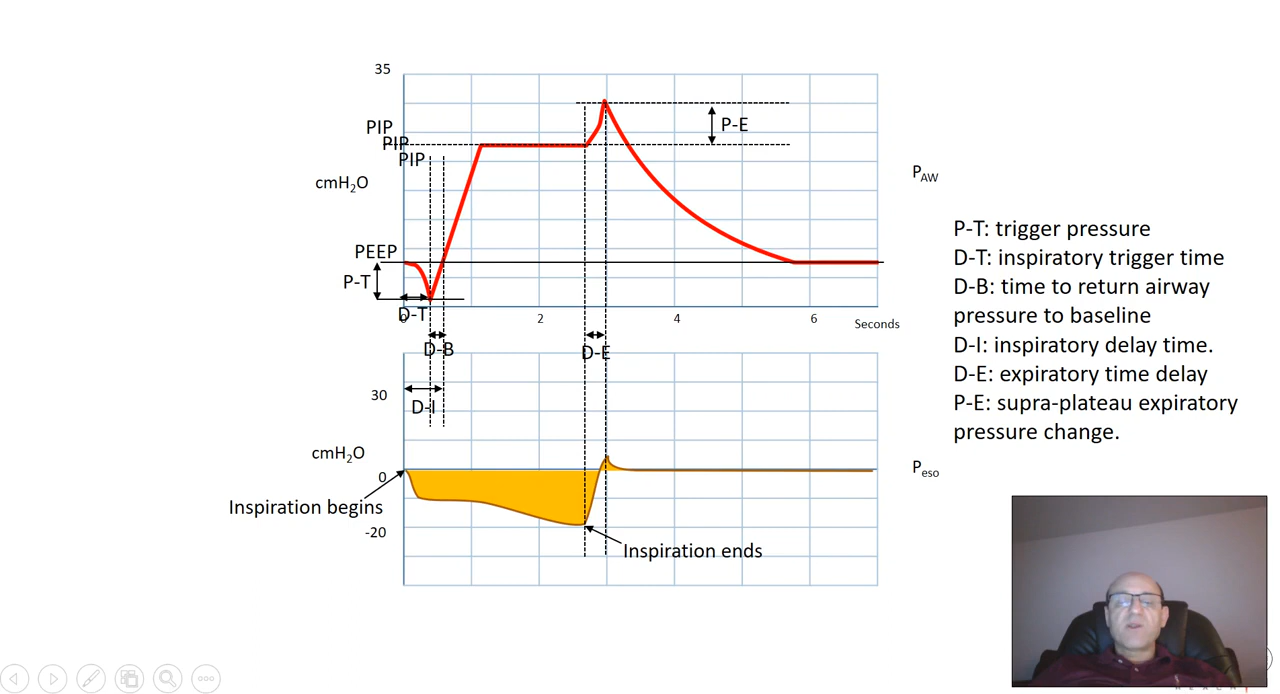 35
PIP
PIP
PIP
cmH2O
PEEP
P-T
D-T
0
2
4
6
Seconds
P-E
PAW
D-B
D-E
D-I
30
cmH2O
0
-20
Inspiration begins
Inspiration ends
Peso
P-T: trigger pressure
D-T: inspiratory trigger time
D-B: time to return airway
pressure to baseline
D-I: inspiratory delay time.
D-E: expiratory time delay
P-E: supra-plateau expiratory
pressure change.